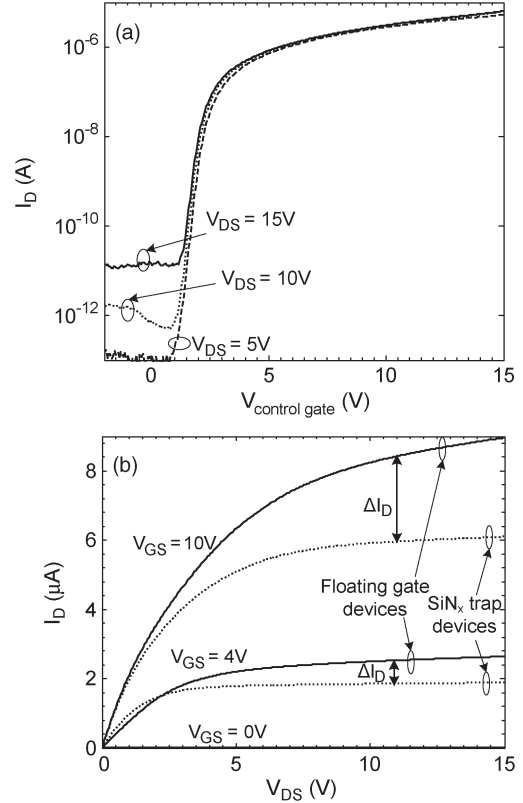 (a)
10⁻⁶
10⁻⁸
10⁻¹⁰
10⁻¹²
I_D (A)
V_DS = 15V
V_DS = 10V
V_DS = 5V
0 5 10 15
V_control gate (V)
(b)
8
6
4
2
0
I_D (μA)
V_GS = 10V
ΔI_D
Floating gate
devices
SiN_x trap
devices
V_GS = 4V
ΔI_D
V_GS = 0V
0 5 10 15
V_DS (V)